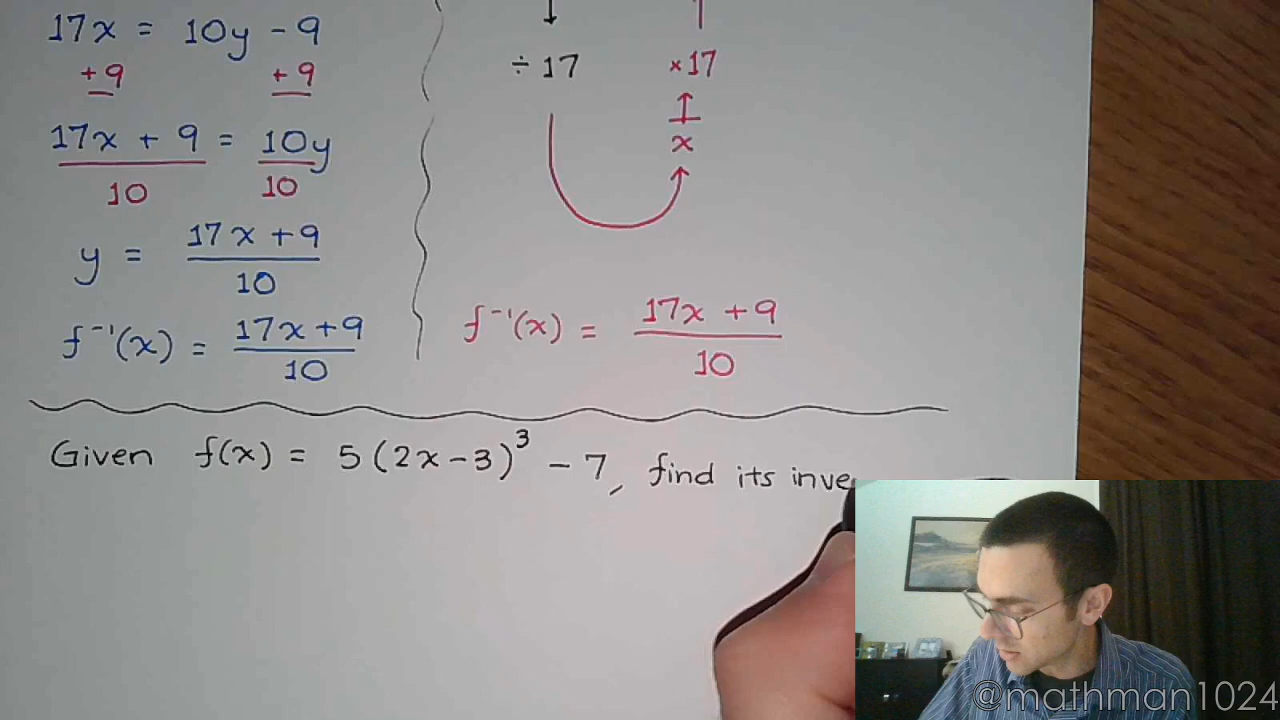 17x = 10y - 9
+9 +9
17x + 9 = 10y
10 10
y = 17x + 9
10
f⁻¹(x) = 17x + 9
10
÷ 17 × 17
x
f⁻¹(x) = 17x + 9
10
Given f(x) = 5(2x - 3)³ - 7, find its inve
@mathman1024